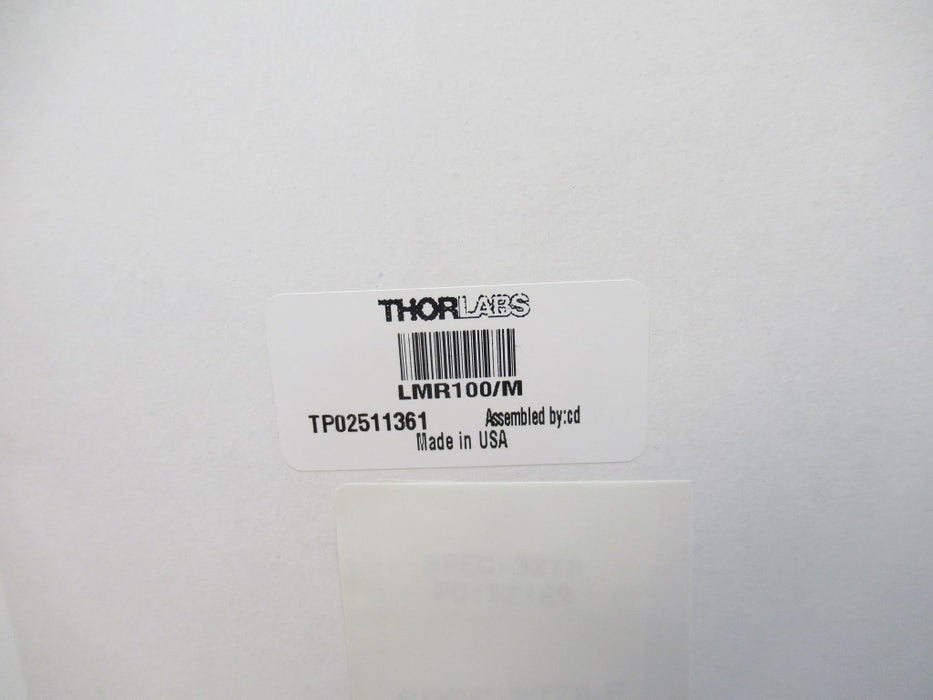 THORLABS
LMR100/M
TP02511361 Assembled by:cd
Made in USA